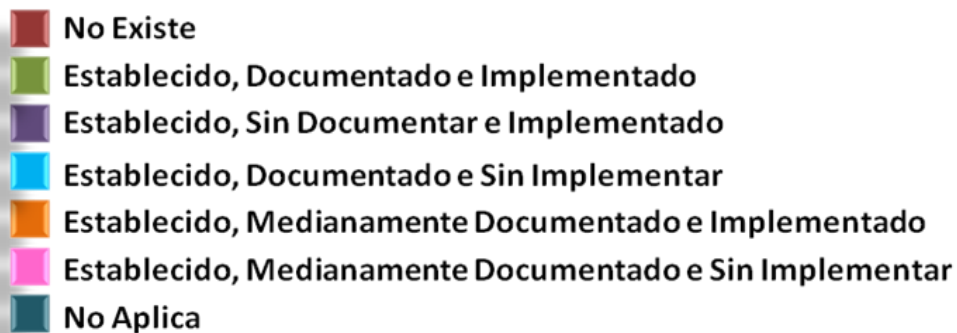 No Existe
Establecido, Documentado e Implementado
Establecido, Sin Documentar e Implementado
Establecido, Documentado e Sin Implementar
Establecido, Medianamente Documentado e Implementado
Establecido, Medianamente Documentado e Sin Implementar
No Aplica